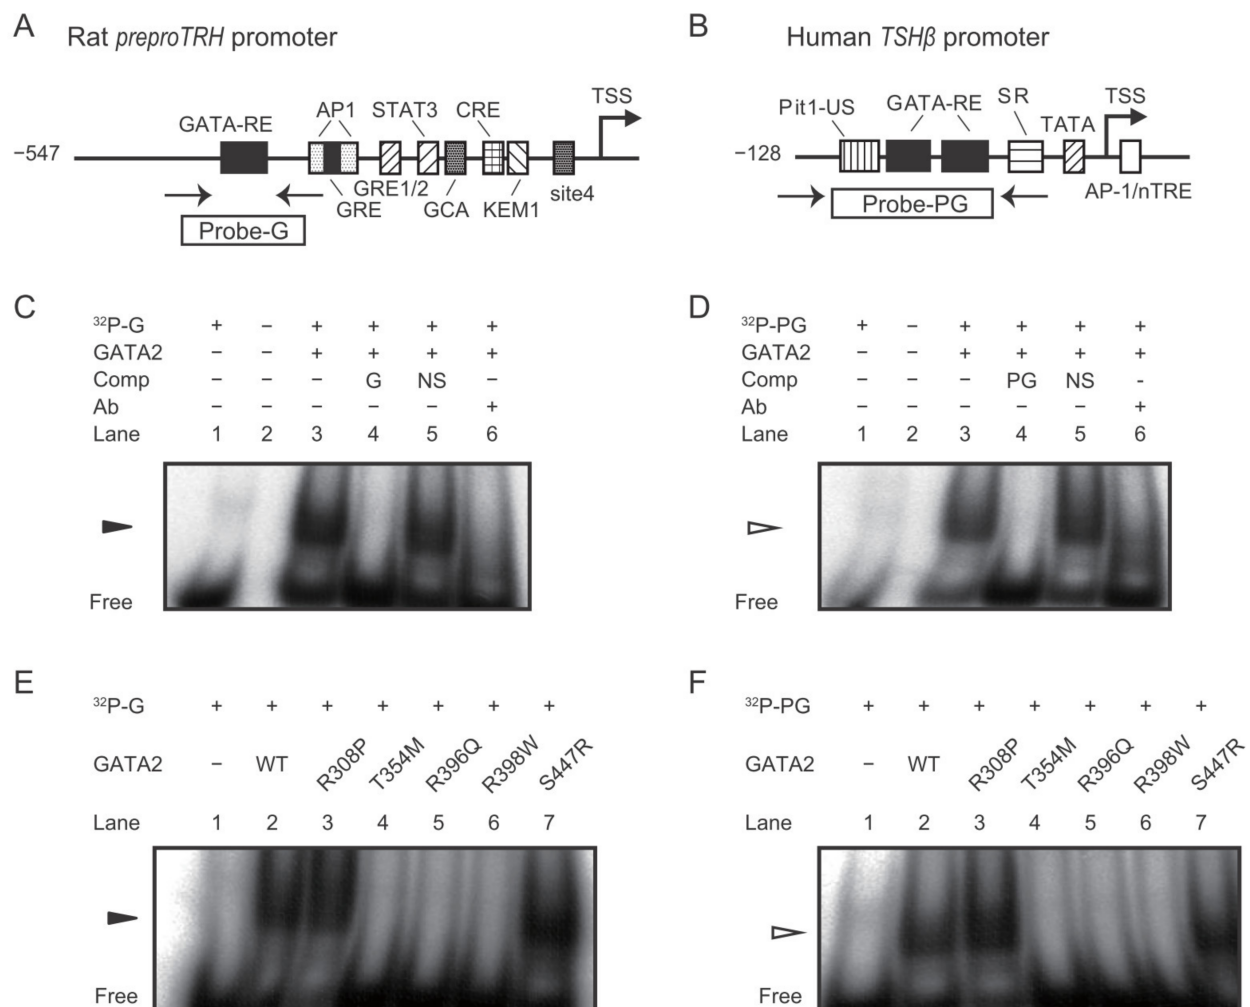 A Rat preproTRH promoter
−547 GATA-RE AP1 STAT3 CRE TSS
GRE GRE1/2 GCA KEM1 site4
Probe-G
B Human TSHβ promoter
−128 Pit1-US GATA-RE SR TATA TSS
AP-1/nTRE
Probe-PG
C
32P-G + − + + + +
GATA2 − − + + + +
Comp − − − G NS −
Ab − − − − − +
Lane 1 2 3 4 5 6
Free
D
32P-PG + − + + + +
GATA2 − − + + + +
Comp − − − PG NS -
Ab − − − − − +
Lane 1 2 3 4 5 6
Free
E
32P-G + + + + + + +
GATA2 − WT R308P T354M R396Q R398W S447R
Lane 1 2 3 4 5 6 7
Free
F
32P-PG + + + + + + +
GATA2 − WT R308P T354M R396Q R398W S447R
Lane 1 2 3 4 5 6 7
Free